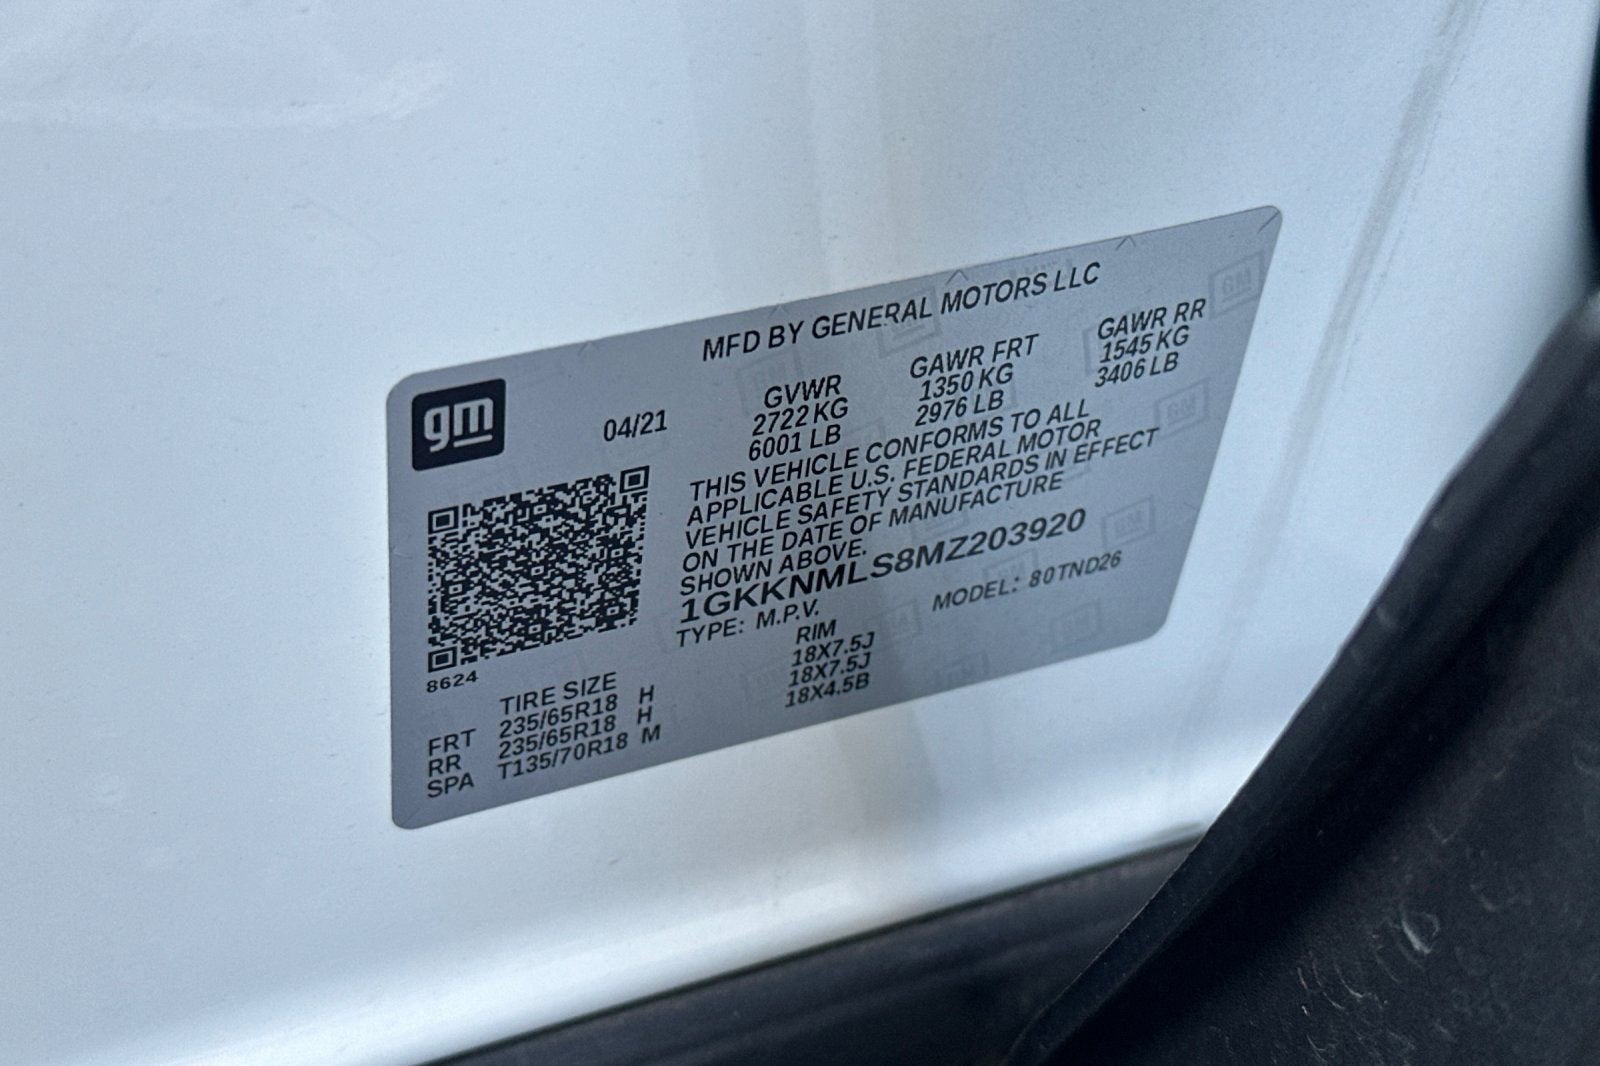 MFD BY GENERAL MOTORS LLC
gm
04/21
GVWR GAWR FRT GAWR RR
2722 KG 1350 KG 1545 KG
6001 LB 2976 LB 3406 LB
THIS VEHICLE CONFORMS TO ALL
APPLICABLE U.S. FEDERAL MOTOR
VEHICLE SAFETY STANDARDS IN EFFECT
ON THE DATE OF MANUFACTURE
SHOWN ABOVE.
1GKKNMLS8MZ203920
TYPE: M.P.V. MODEL: 80TND26
8624
TIRE SIZE RIM
FRT 235/65R18 H 18X7.5J
RR 235/65R18 H 18X7.5J
SPA T135/70R18 M 18X4.5B
GM
GM
GM